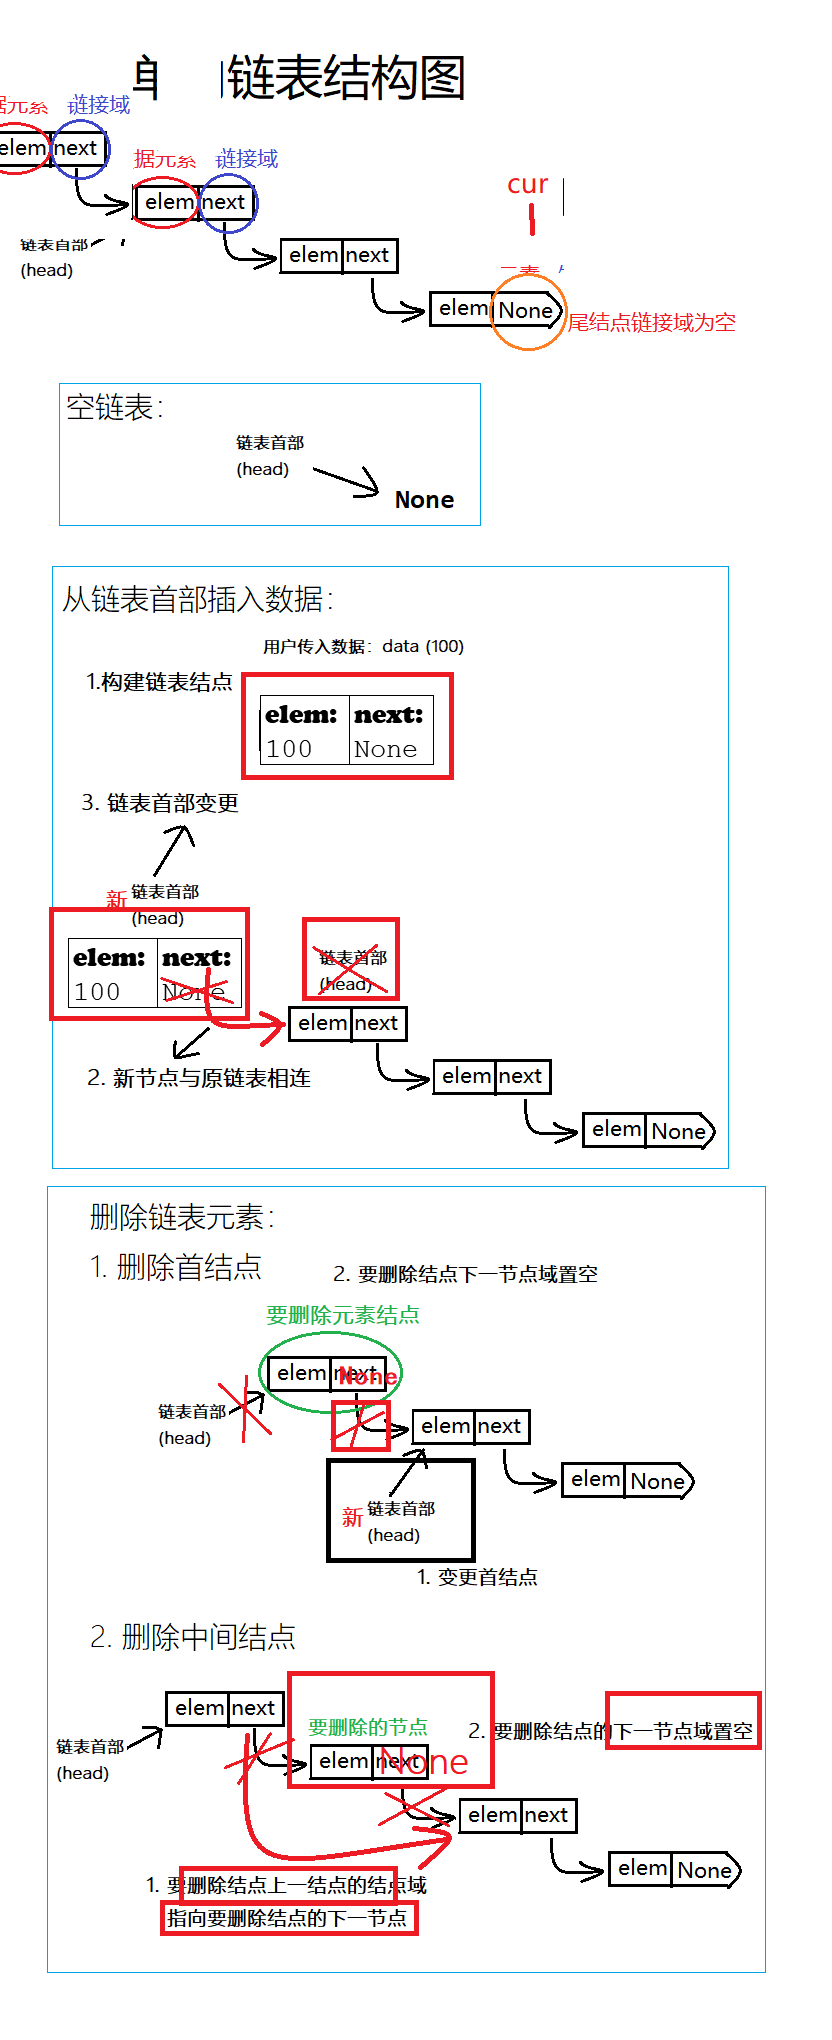 链表结构图
链接域
elem next
据元素 链接域
elem next
cur
链表首部
(head)
elem next
elem None
尾结点链接域为空
空链表：
链表首部
(head)
None
从链表首部插入数据：
用户传入数据：data (100)
1.构建链表结点
elem: next:
100 None
3. 链表首部变更
新 链表首部
(head)
elem: next:
100 None
链表首部
(head)
elem next
2. 新节点与原链表相连
elem next
elem None
删除链表元素：
1. 删除首结点
2. 要删除结点下一节点域置空
要删除元素结点
elem next
None
链表首部
(head)
elem next
elem None
新 链表首部
(head)
1. 变更首结点
2. 删除中间结点
elem next
要删除的节点
2. 要删除结点的下一节点域置空
链表首部
(head)
elem next
None
elem next
elem None
1. 要删除结点上一结点的结点域
指向要删除结点的下一节点